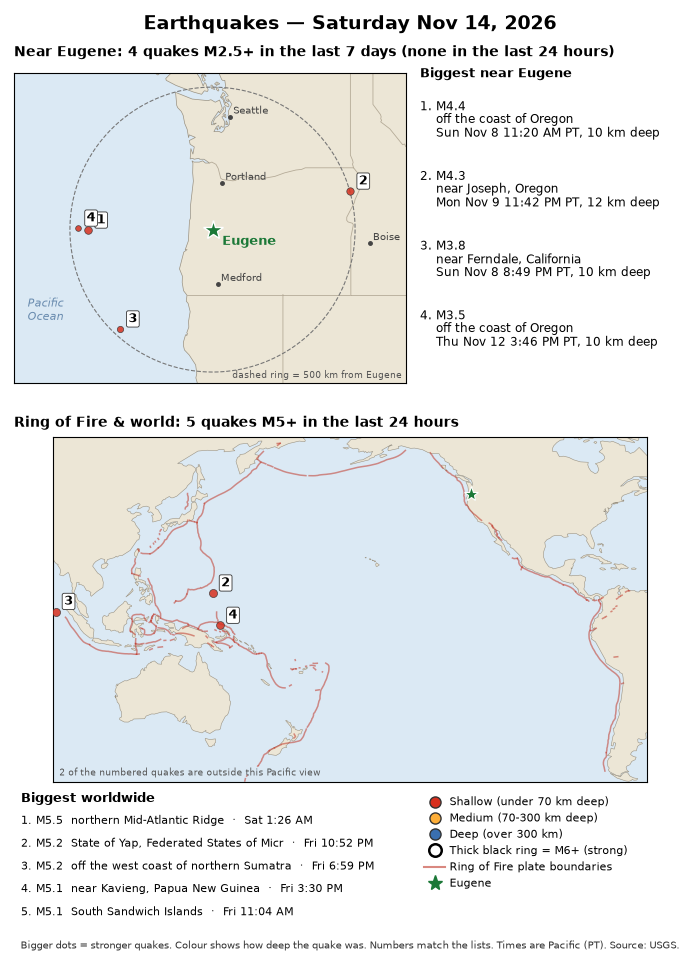 Earthquakes — Saturday Nov 14, 2026
Near Eugene: 4 quakes M2.5+ in the last 7 days (none in the last 24 hours)
Seattle
Portland
2
4
1
Eugene
Boise
Medford
Pacific
Ocean
3
dashed ring = 500 km from Eugene
Biggest near Eugene
1. M4.4
off the coast of Oregon
Sun Nov 8 11:20 AM PT, 10 km deep
2. M4.3
near Joseph, Oregon
Mon Nov 9 11:42 PM PT, 12 km deep
3. M3.8
near Ferndale, California
Sun Nov 8 8:49 PM PT, 10 km deep
4. M3.5
off the coast of Oregon
Thu Nov 12 3:46 PM PT, 10 km deep
Ring of Fire & world: 5 quakes M5+ in the last 24 hours
2
3
4
2 of the numbered quakes are outside this Pacific view
Biggest worldwide
1. M5.5 northern Mid-Atlantic Ridge · Sat 1:26 AM
2. M5.2 State of Yap, Federated States of Micr · Fri 10:52 PM
3. M5.2 off the west coast of northern Sumatra · Fri 6:59 PM
4. M5.1 near Kavieng, Papua New Guinea · Fri 3:30 PM
5. M5.1 South Sandwich Islands · Fri 11:04 AM
Shallow (under 70 km deep)
Medium (70-300 km deep)
Deep (over 300 km)
Thick black ring = M6+ (strong)
Ring of Fire plate boundaries
Eugene
Bigger dots = stronger quakes. Colour shows how deep the quake was. Numbers match the lists. Times are Pacific (PT). Source: USGS.